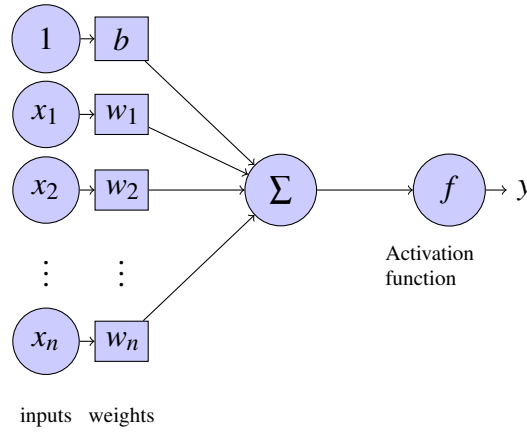 1 b
x₁ w₁
x₂ w₂ Σ f y
⋮ ⋮
Activation
function
xₙ wₙ
inputs weights